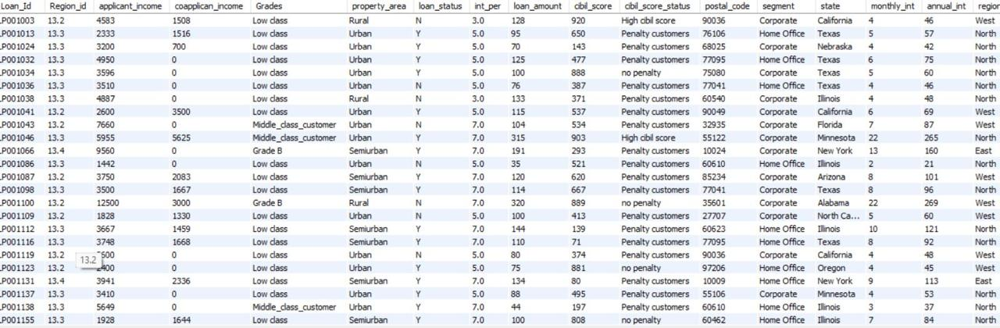 Loan_Id Region_id applicant_income coapplican_income Grades property_area loan_status int_per loan_amount cibil_score cibil_score_status postal_code segment state monthly_int annual_int region
LP001003 13.2 4583 1508 Low class Rural N 3.0 128 920 High cibil score 90036 Corporate California 4 46 West
LP001013 13.3 2333 1516 Low class Urban Y 5.0 95 650 Penalty customers 76106 Home Office Texas 5 57 North
LP001024 13.3 3200 700 Low class Urban Y 5.0 70 143 Penalty customers 68025 Corporate Nebraska 4 42 North
LP001032 13.3 4950 0 Low class Urban Y 5.0 125 477 Penalty customers 77095 Home Office Texas 6 75 North
LP001034 13.3 3596 0 Low class Urban Y 5.0 100 888 no penalty 75080 Corporate Texas 5 60 North
LP001036 13.3 3510 0 Low class Urban N 5.0 76 387 Penalty customers 77041 Home Office Texas 4 46 North
LP001038 13.3 4887 0 Low class Rural N 3.0 133 371 Penalty customers 60540 Corporate Illinois 4 48 North
LP001041 13.2 2600 3500 Low class Urban Y 5.0 115 537 Penalty customers 90049 Corporate California 6 69 West
LP001043 13.2 7660 0 Middle_class_customer Urban N 7.0 104 534 Penalty customers 32935 Corporate Florida 7 87 West
LP001046 13.3 5955 5625 Middle_class_customer Urban Y 7.0 315 903 High cibil score 55122 Corporate Minnesota 22 265 North
LP001066 13.4 9560 0 Grade B Semiurban Y 7.0 191 293 Penalty customers 10024 Corporate New York 13 160 East
LP001086 13.3 1442 0 Low class Urban N 5.0 35 521 Penalty customers 60610 Home Office Illinois 2 21 North
LP001087 13.2 3750 2083 Low class Semiurban Y 7.0 120 620 Penalty customers 85234 Corporate Arizona 8 101 West
LP001098 13.3 3500 1667 Low class Semiurban Y 7.0 114 667 Penalty customers 77041 Corporate Texas 8 96 North
LP001100 13.2 12500 3000 Grade B Rural N 7.0 320 889 no penalty 35601 Corporate Alabama 22 269 West
LP001109 13.2 1828 1330 Low class Urban N 5.0 100 413 Penalty customers 27707 Corporate North Ca... 5 60 West
LP001112 13.3 3667 1459 Low class Semiurban Y 7.0 144 139 Penalty customers 60623 Home Office Illinois 10 121 North
LP001116 13.3 3748 1668 Low class Semiurban Y 7.0 110 71 Penalty customers 77095 Home Office Texas 8 92 North
LP001119 13.2 600 0 Low class Urban N 5.0 80 374 Penalty customers 90036 Corporate California 4 48 West
13.2
LP001123 13.2 2400 0 Low class Urban Y 5.0 75 881 no penalty 97206 Home Office Oregon 4 45 West
LP001131 13.4 3941 2336 Low class Semiurban Y 7.0 134 80 Penalty customers 10009 Home Office New York 9 113 East
LP001137 13.3 3410 0 Low class Urban Y 5.0 88 495 Penalty customers 55106 Corporate Minnesota 4 53 North
LP001138 13.3 5649 0 Middle_class_customer Urban Y 7.0 44 197 Penalty customers 60610 Home Office Illinois 3 37 North
LP001155 13.3 1928 1644 Low class Semiurban Y 7.0 100 808 no penalty 60462 Corporate Illinois 7 84 North